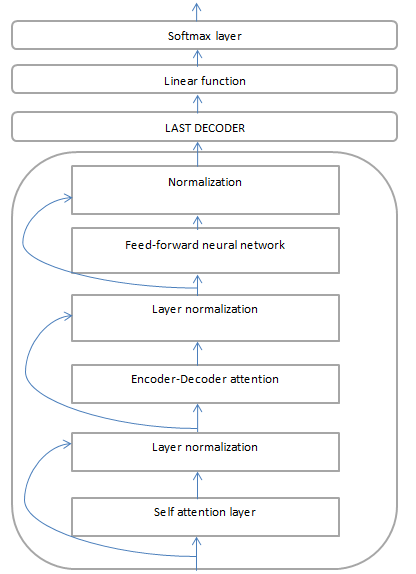 Softmax layer
Linear function
LAST DECODER
Normalization
Feed-forward neural network
Layer normalization
Encoder-Decoder attention
Layer normalization
Self attention layer